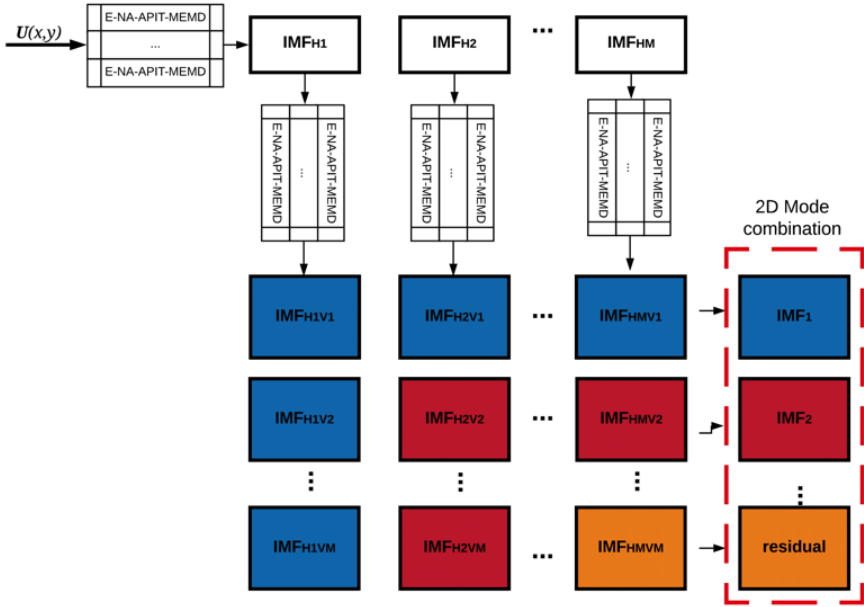 U(x,y)
E-NA-APIT-MEMD
...
E-NA-APIT-MEMD
IMFH1
IMFH2
...
IMFHM
E-NA-APIT-MEMD
...
E-NA-APIT-MEMD
E-NA-APIT-MEMD
...
E-NA-APIT-MEMD
E-NA-APIT-MEMD
...
E-NA-APIT-MEMD
2D Mode
combination
IMFH1V1
IMFH2V1
...
IMFHMV1
IMF1
IMFH1V2
IMFH2V2
...
IMFHMV2
IMF2
...
...
...
...
IMFH1VM
IMFH2VM
...
IMFHMVM
residual